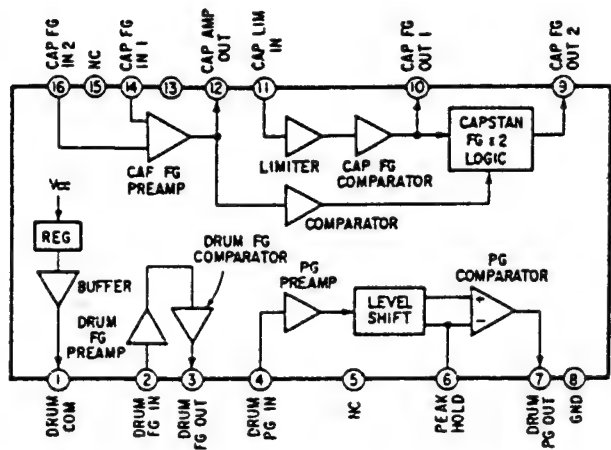 CAP FG
IN 2
NC
CAP FG
IN 1
CAP AMP
OUT
CAP LIM
IN
CAP FG
OUT 1
CAP FG
OUT 2
16
15
14
13
12
11
10
9
CAF FG
PREAMP
LIMITER
CAP FG
COMPARATOR
CAPSTAN
FG x 2
LOGIC
COMPARATOR
Vcc
REG
BUFFER
DRUM
FG
PREAMP
DRUM FG
COMPARATOR
PG
PREAMP
LEVEL
SHIFT
PG
COMPARATOR
+
−
1
2
3
4
5
6
7
8
DRUM
COM
DRUM
FG IN
DRUM
FG OUT
DRUM
PG IN
NC
PEAK
HOLD
DRUM
PG OUT
GND